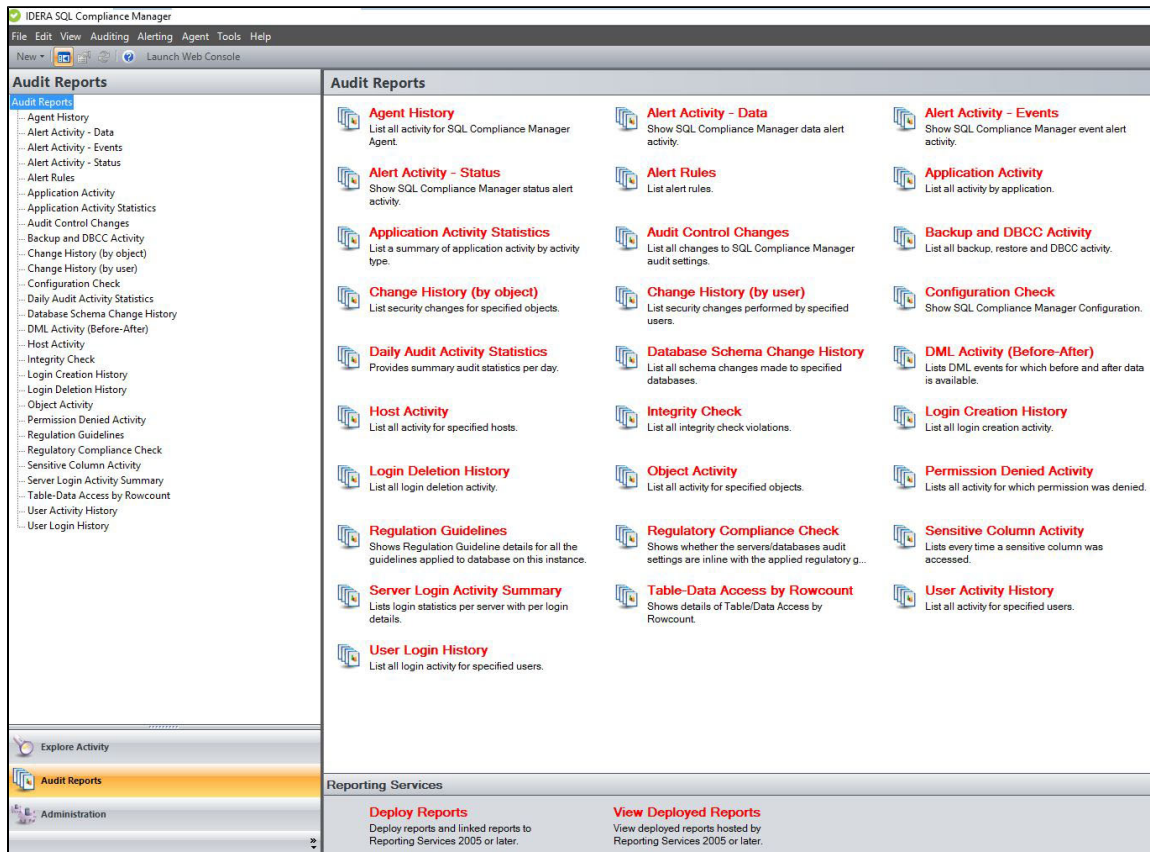 IDERA SQL Compliance Manager
File Edit View Auditing Alerting Agent Tools Help
New Launch Web Console
Audit Reports
Audit Reports
Agent History
Alert Activity - Data
Alert Activity - Events
Alert Activity - Status
Alert Rules
Application Activity
Application Activity Statistics
Audit Control Changes
Backup and DBCC Activity
Change History (by object)
Change History (by user)
Configuration Check
Daily Audit Activity Statistics
Database Schema Change History
DML Activity (Before-After)
Host Activity
Integrity Check
Login Creation History
Login Deletion History
Object Activity
Permission Denied Activity
Regulation Guidelines
Regulatory Compliance Check
Sensitive Column Activity
Server Login Activity Summary
Table-Data Access by Rowcount
User Activity History
User Login History
Explore Activity
Audit Reports
Administration
Audit Reports
Agent History
List all activity for SQL Compliance Manager
Agent.
Alert Activity - Data
Show SQL Compliance Manager data alert
activity.
Alert Activity - Events
Show SQL Compliance Manager event alert
activity.
Alert Activity - Status
Show SQL Compliance Manager status alert
activity.
Alert Rules
List alert rules.
Application Activity
List all activity by application.
Application Activity Statistics
List a summary of application activity by activity
type.
Audit Control Changes
List all changes to SQL Compliance Manager
audit settings.
Backup and DBCC Activity
List all backup, restore and DBCC activity.
Change History (by object)
List security changes for specified objects.
Change History (by user)
List security changes performed by specified
users.
Configuration Check
Show SQL Compliance Manager Configuration.
Daily Audit Activity Statistics
Provides summary audit statistics per day.
Database Schema Change History
List all schema changes made to specified
databases.
DML Activity (Before-After)
Lists DML events for which before and after data
is available.
Host Activity
List all activity for specified hosts.
Integrity Check
List all integrity check violations.
Login Creation History
List all login creation activity.
Login Deletion History
List all login deletion activity.
Object Activity
List all activity for specified objects.
Permission Denied Activity
Lists all activity for which permission was denied.
Regulation Guidelines
Shows Regulation Guideline details for all the
guidelines applied to database on this instance.
Regulatory Compliance Check
Shows whether the servers/databases audit
settings are inline with the applied regulatory g...
Sensitive Column Activity
Lists every time a sensitive column was
accessed.
Server Login Activity Summary
Lists login statistics per server with per login
details.
Table-Data Access by Rowcount
Shows details of Table/Data Access by
Rowcount.
User Activity History
List all activity for specified users.
User Login History
List all login activity for specified users.
Reporting Services
Deploy Reports
Deploy reports and linked reports to
Reporting Services 2005 or later.
View Deployed Reports
View deployed reports hosted by
Reporting Services 2005 or later.